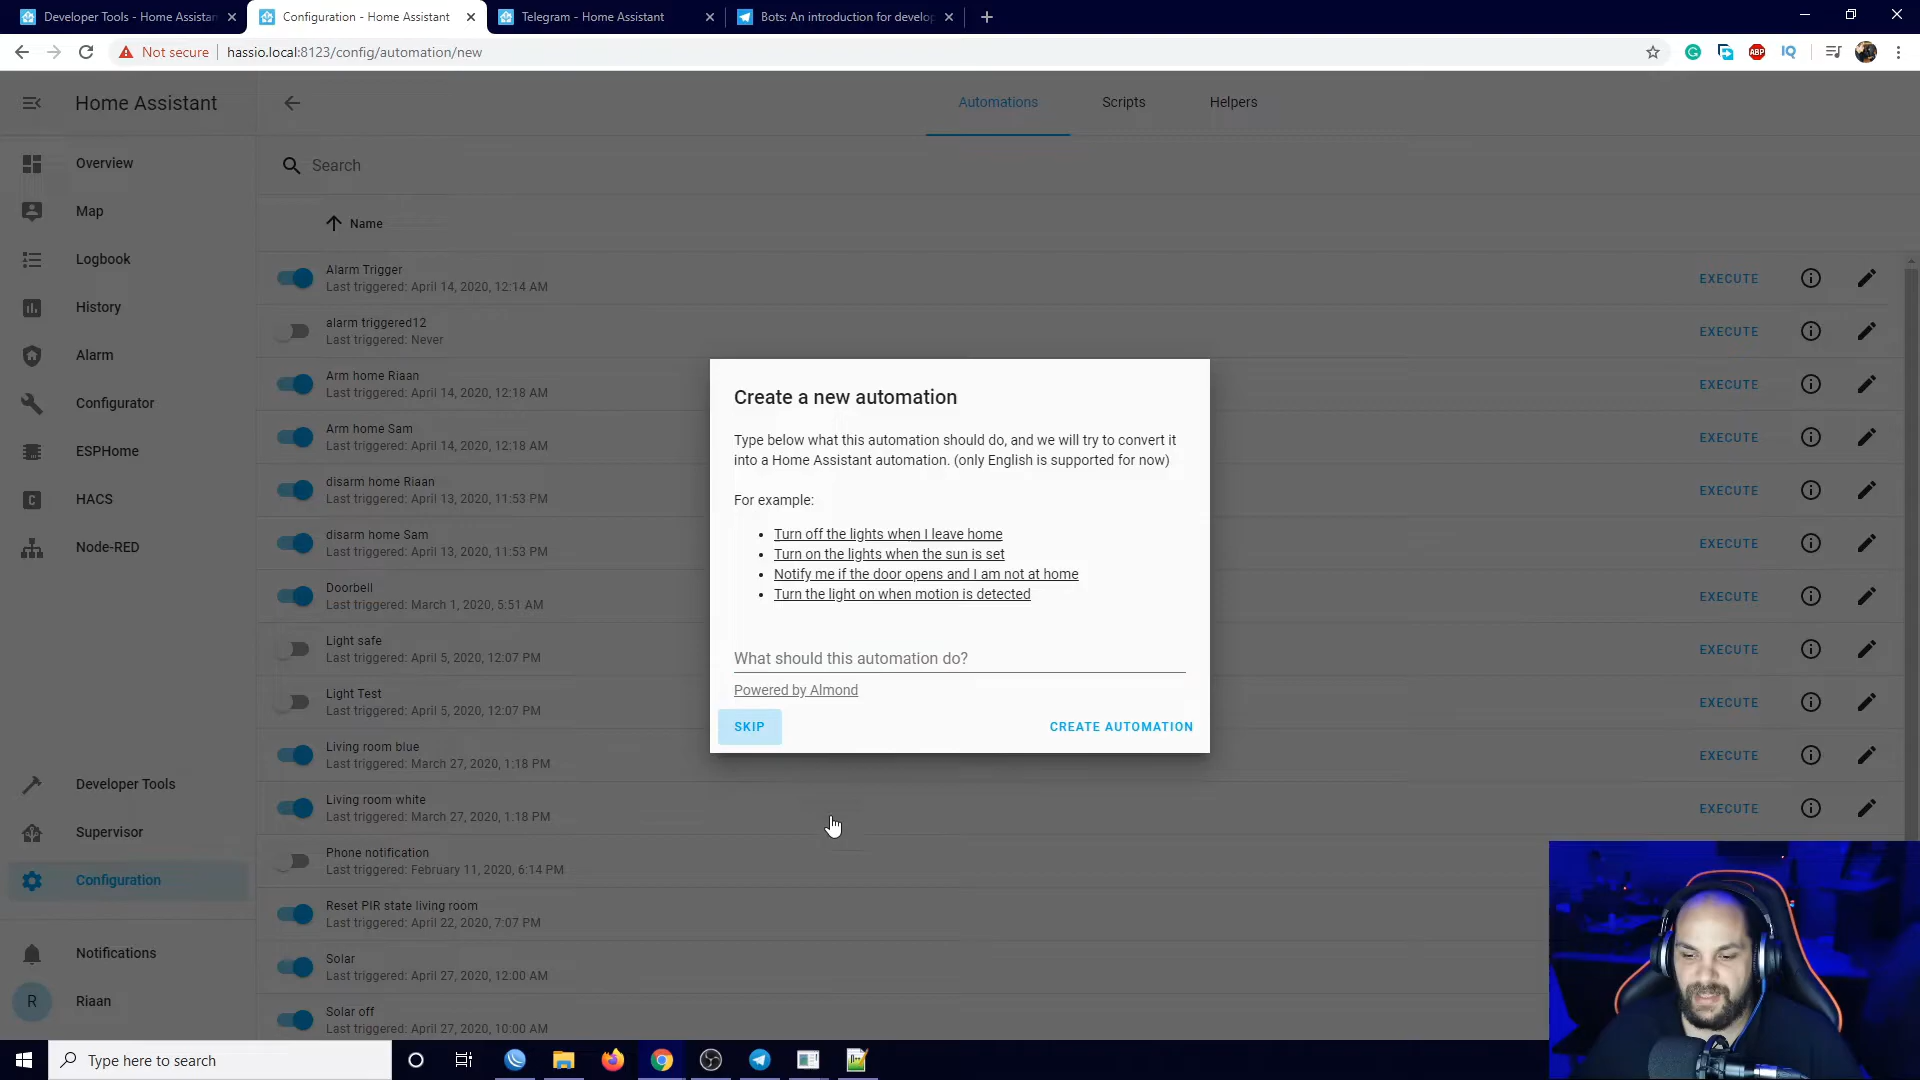 Developer Tools - Home Assistan
Configuration - Home Assistant
Telegram - Home Assistant
Bots: An introduction for develop
Not secure
hassio.local:8123/config/automation/new
ABP
IQ
Home Assistant
Automations
Scripts
Helpers
Overview
Map
Logbook
History
Alarm
Configurator
ESPHome
HACS
Node-RED
Developer Tools
Supervisor
Configuration
Notifications
R
Riaan
Search
Name
Alarm Trigger
Last triggered: April 14, 2020, 12:14 AM
EXECUTE
alarm triggered12
Last triggered: Never
EXECUTE
Arm home Riaan
Last triggered: April 14, 2020, 12:18 AM
EXECUTE
Arm home Sam
Last triggered: April 14, 2020, 12:18 AM
EXECUTE
disarm home Riaan
Last triggered: April 13, 2020, 11:53 PM
EXECUTE
disarm home Sam
Last triggered: April 13, 2020, 11:53 PM
EXECUTE
Doorbell
Last triggered: March 1, 2020, 5:51 AM
EXECUTE
Light safe
Last triggered: April 5, 2020, 12:07 PM
EXECUTE
Light Test
Last triggered: April 5, 2020, 12:07 PM
EXECUTE
Living room blue
Last triggered: March 27, 2020, 1:18 PM
EXECUTE
Living room white
Last triggered: March 27, 2020, 1:18 PM
EXECUTE
Phone notification
Last triggered: February 11, 2020, 6:14 PM
Reset PIR state living room
Last triggered: April 22, 2020, 7:07 PM
Solar
Last triggered: April 27, 2020, 12:00 AM
Solar off
Last triggered: April 27, 2020, 10:00 AM
Create a new automation
Type below what this automation should do, and we will try to convert it
into a Home Assistant automation. (only English is supported for now)
For example:
Turn off the lights when I leave home
Turn on the lights when the sun is set
Notify me if the door opens and I am not at home
Turn the light on when motion is detected
What should this automation do?
Powered by Almond
SKIP
CREATE AUTOMATION
Type here to search